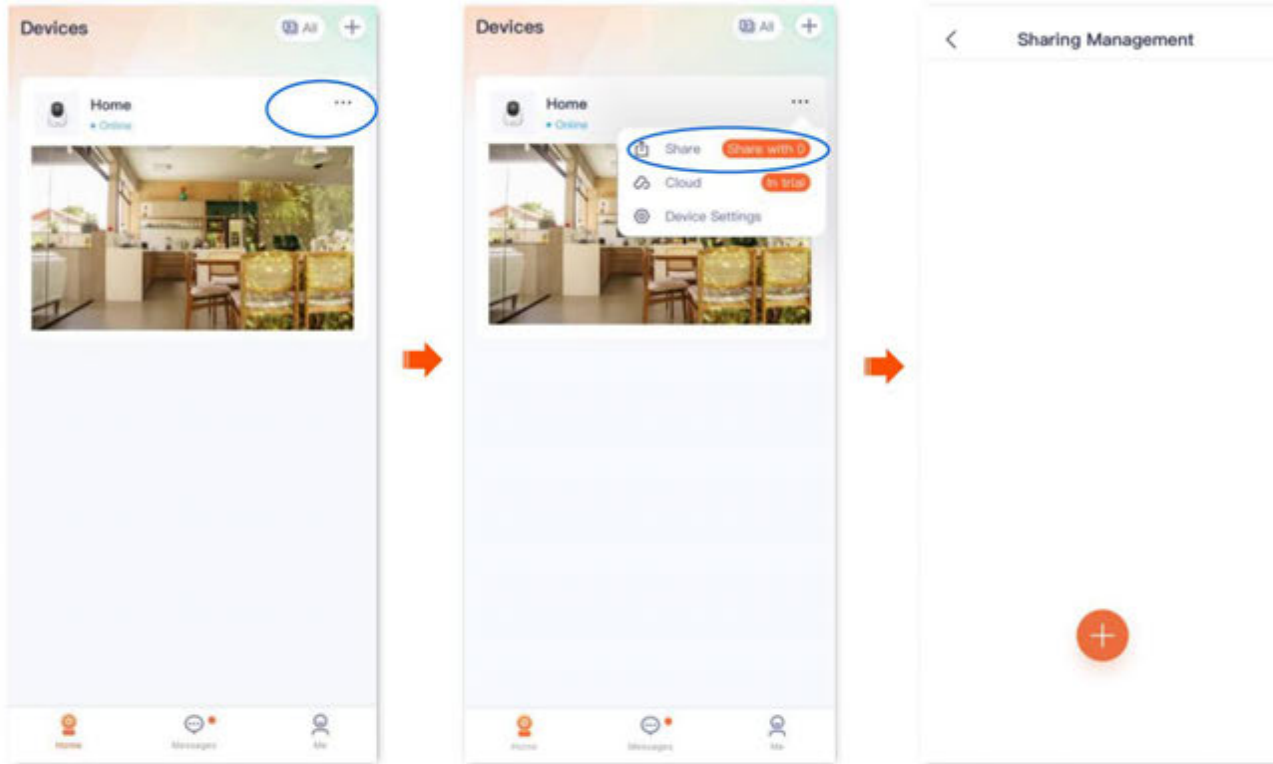 Devices
All
Home
Online
Home
Messages
Me
Devices
All
Home
Online
Share
Share with 0
Cloud
In trial
Device Settings
Home
Messages
Me
Sharing Management